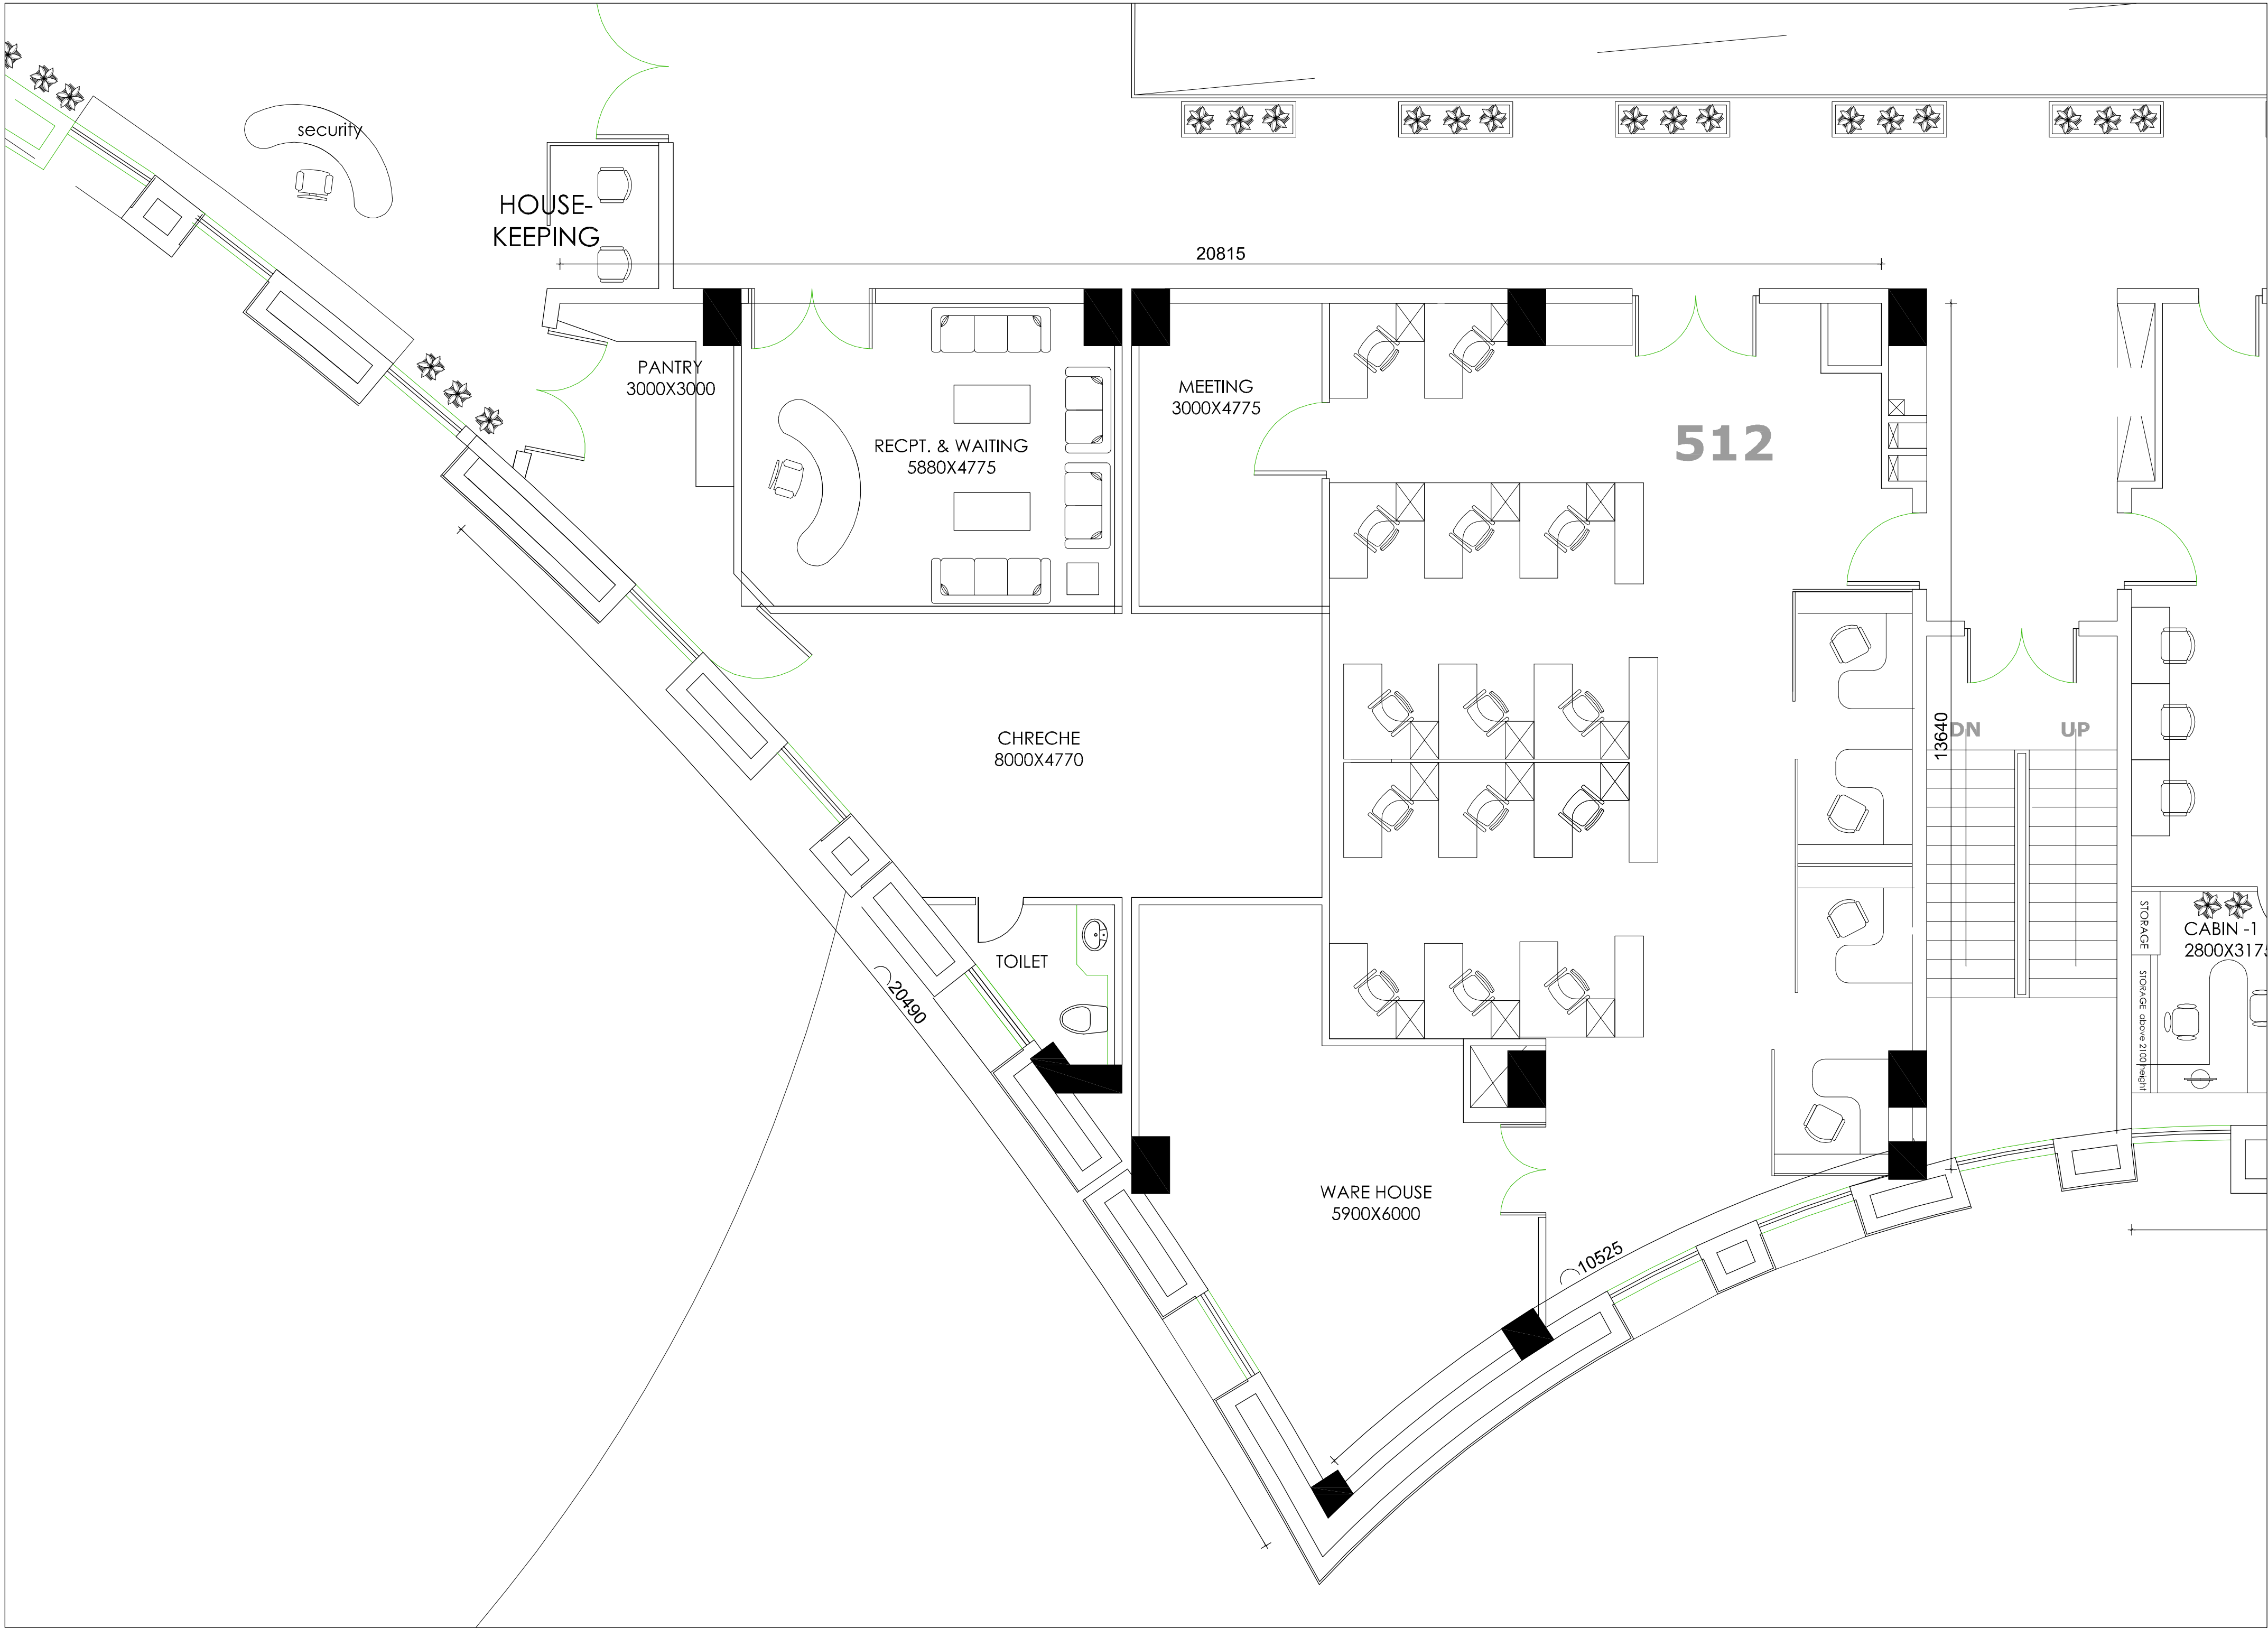 security
HOUSE-
KEEPING
20815
PANTRY
3000X3000
MEETING
3000X4775
RECPT. & WAITING
5880X4775
512
CHRECHE
8000X4770
13640
DN
UP
STORAGE
CABIN -1
2800X3175
TOILET
STORAGE above 2100 height
20490
WARE HOUSE
5900X6000
10525